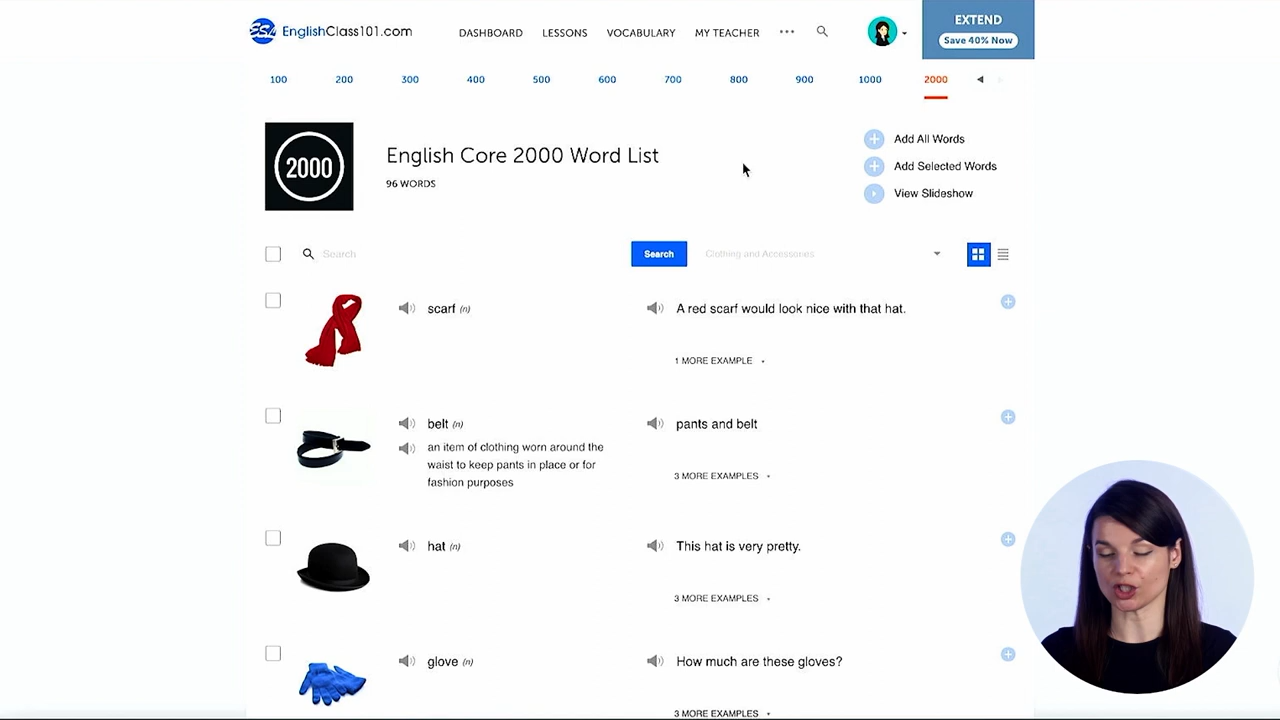 ESL EnglishClass101.com
DASHBOARD LESSONS VOCABULARY MY TEACHER
EXTEND
Save 40% Now
100 200 300 400 500 600 700 800 900 1000 2000
2000
English Core 2000 Word List
96 WORDS
Add All Words
Add Selected Words
View Slideshow
Search Search Clothing and Accessories
scarf (n) A red scarf would look nice with that hat.
1 MORE EXAMPLE
belt (n) pants and belt
an item of clothing worn around the
waist to keep pants in place or for
fashion purposes
3 MORE EXAMPLES
hat (n) This hat is very pretty.
3 MORE EXAMPLES
glove (n) How much are these gloves?
3 MORE EXAMPLES